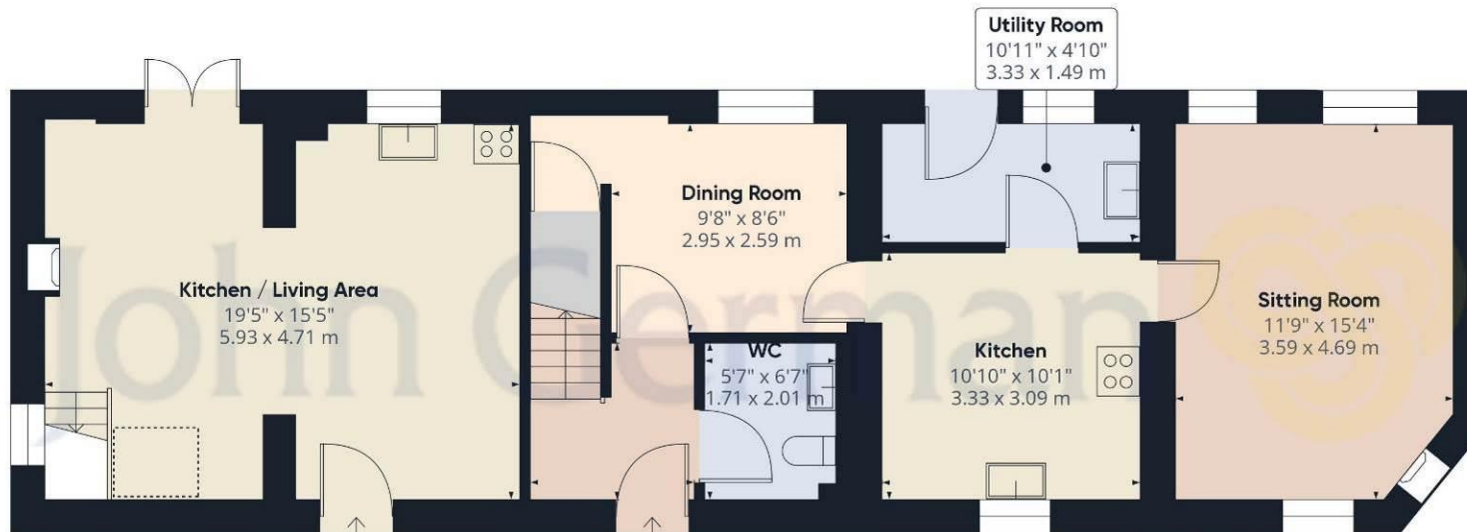 Utility Room
10'11" x 4'10"
3.33 x 1.49 m
Dining Room
9'8" x 8'6"
2.95 x 2.59 m
Kitchen / Living Area
19'5" x 15'5"
5.93 x 4.71 m
WC
5'7" x 6'7"
1.71 x 2.01 m
Kitchen
10'10" x 10'1"
3.33 x 3.09 m
Sitting Room
11'9" x 15'4"
3.59 x 4.69 m
John German